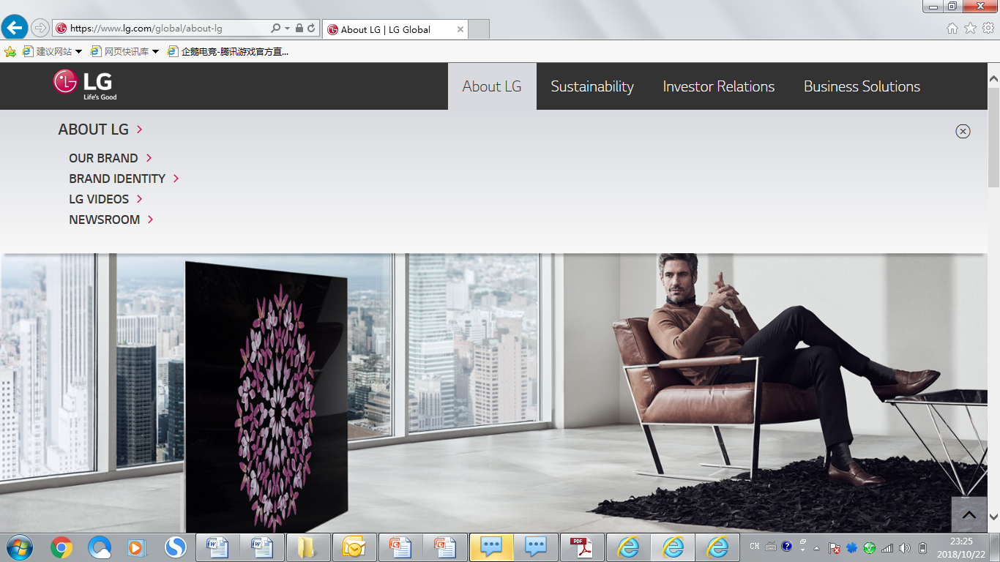 https://www.lg.com/global/about-lg
About LG | LG Global
建议网站
网页快讯库
企鹅电竞-腾讯游戏官方直...
LG
Life's Good
About LG
Sustainability
Investor Relations
Business Solutions
ABOUT LG
OUR BRAND
BRAND IDENTITY
LG VIDEOS
NEWSROOM
PDF
CH
23:25
2018/10/22